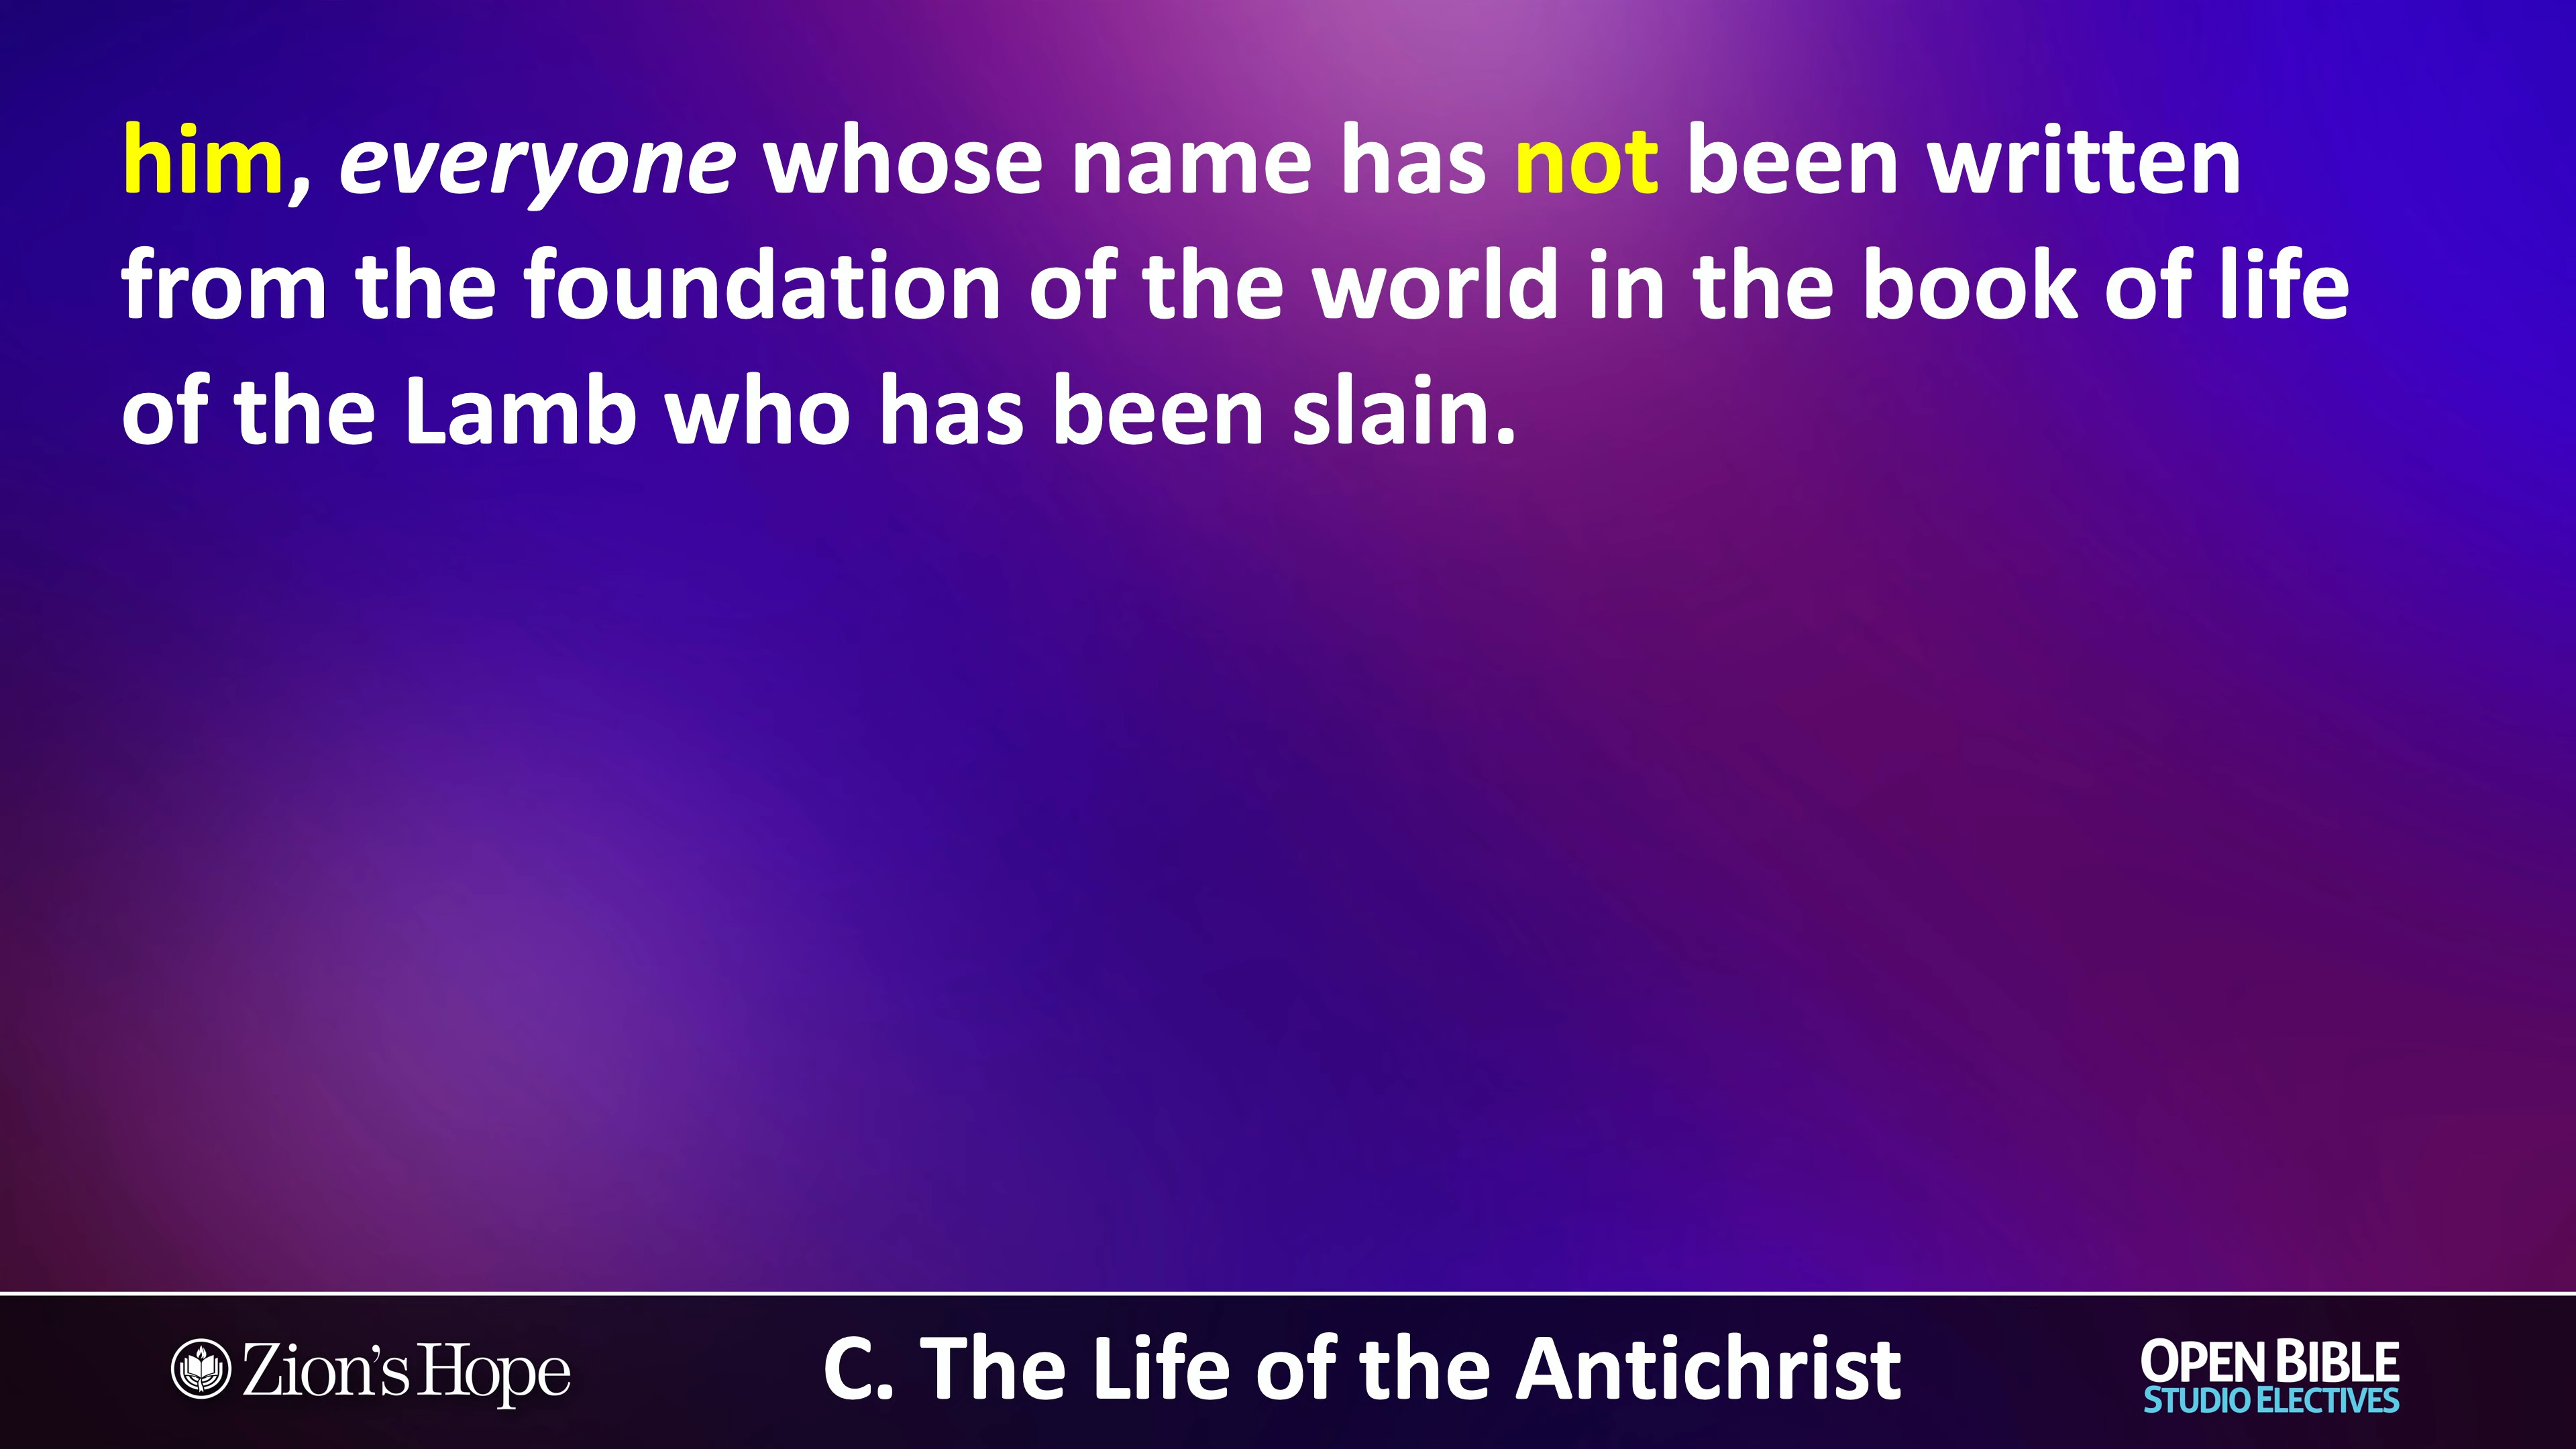 him, everyone whose name has not been written
from the foundation of the world in the book of life
of the Lamb who has been slain.
Zion's Hope
C. The Life of the Antichrist
OPEN BIBLE
STUDIO ELECTIVES